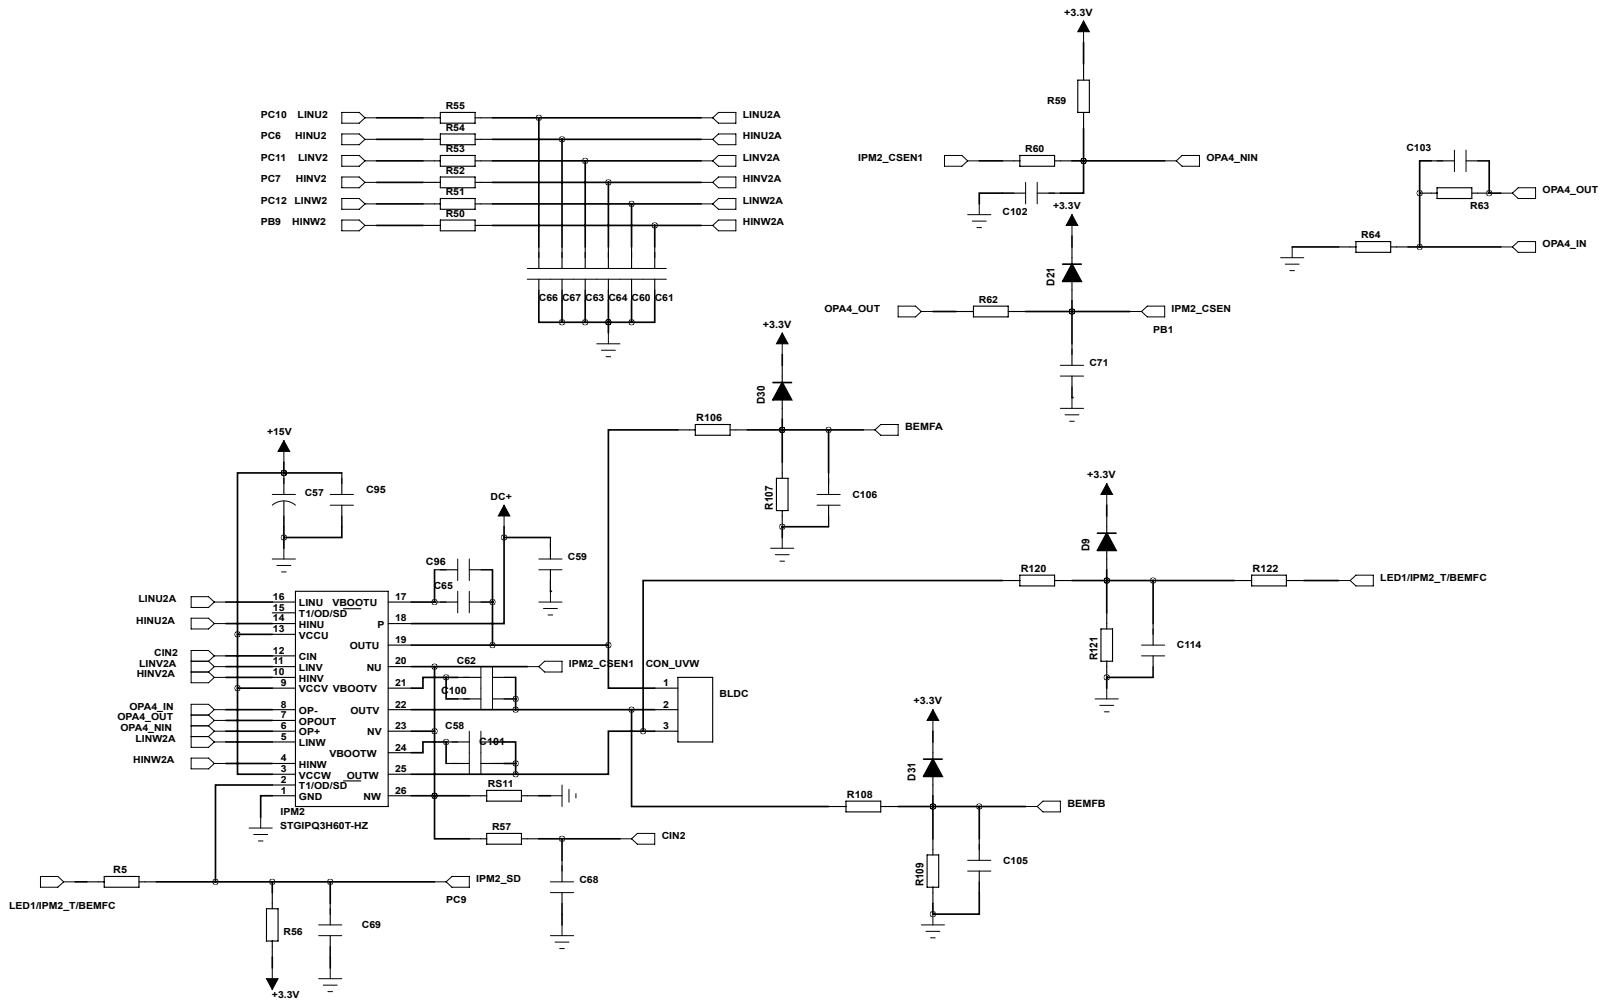 +3.3V
R59
PC10 LINU2
R55
LINU2A
PC6 HINU2
R54
HINU2A
PC11 LINV2
R53
LINV2A
PC7 HINV2
R52
HINV2A
PC12 LINW2
R51
LINW2A
PB9 HINW2
R50
HINW2A
C66
C67
C63
C64
C60
C61
IPM2_CSEN1
R60
OPA4_NIN
C102
+3.3V
C103
R63
OPA4_OUT
R64
OPA4_IN
D21
OPA4_OUT
R62
IPM2_CSEN
PB1
C71
+3.3V
D30
R106
BEMFA
R107
C106
+15V
C57
C95
DC+
C59
C96
C65
+3.3V
D9
R120
R122
LED1/IPM2_T/BEMFC
R121
C114
LINU2A
HINU2A
CIN2
LINV2A
HINV2A
OPA4_IN
OPA4_OUT
OPA4_NIN
LINW2A
HINW2A
16 LINU
15 T1/OD/SD
14 HINU
13 VCCU
12 CIN
11 LINV
10 HINV
9 VCCV
8 OP-
7 OPOUT
6 OP+
5 LINW
4 HINW
3 VCCW
2 T1/OD/SD
1 GND
VBOOTU 17
P 18
OUTU 19
NU 20
VBOOTV 21
OUTV 22
NV 23
VBOOTW 24
OUTW 25
NW 26
IPM2
STGIPQ3H60T-HZ
C62
C100
C58
C101
IPM2_CSEN1
CON_UVW
1
2
3
BLDC
RS11
R57
CIN2
C68
+3.3V
D31
R108
BEMFB
R109
C105
R5
LED1/IPM2_T/BEMFC
IPM2_SD
PC9
R56
C69
+3.3V